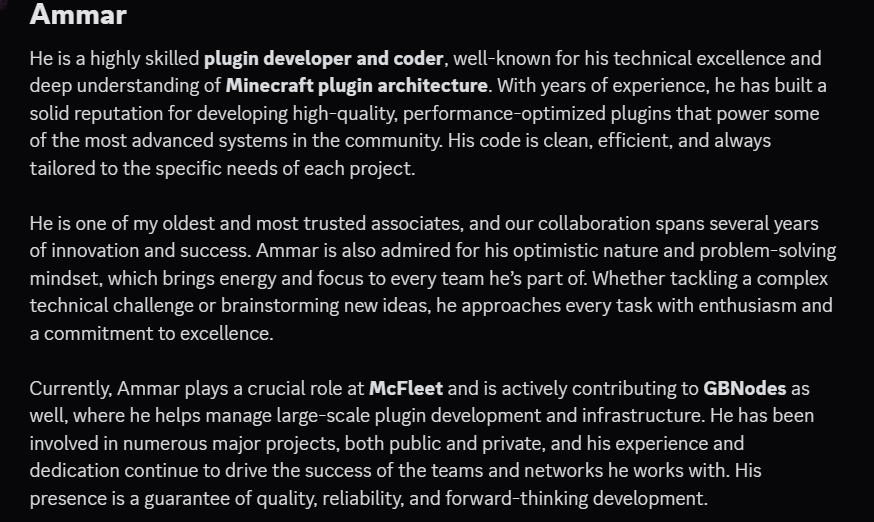 Ammar
He is a highly skilled plugin developer and coder, well-known for his technical excellence and
deep understanding of Minecraft plugin architecture. With years of experience, he has built a
solid reputation for developing high-quality, performance-optimized plugins that power some
of the most advanced systems in the community. His code is clean, efficient, and always
tailored to the specific needs of each project.
He is one of my oldest and most trusted associates, and our collaboration spans several years
of innovation and success. Ammar is also admired for his optimistic nature and problem-solving
mindset, which brings energy and focus to every team he’s part of. Whether tackling a complex
technical challenge or brainstorming new ideas, he approaches every task with enthusiasm and
a commitment to excellence.
Currently, Ammar plays a crucial role at McFleet and is actively contributing to GBNodes as
well, where he helps manage large-scale plugin development and infrastructure. He has been
involved in numerous major projects, both public and private, and his experience and
dedication continue to drive the success of the teams and networks he works with. His
presence is a guarantee of quality, reliability, and forward-thinking development.